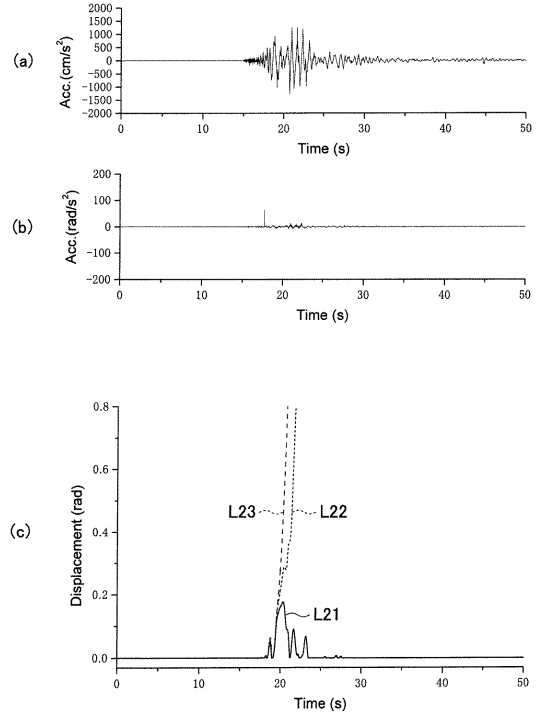 (a)
Acc.(cm/s²)
2000
1500
1000
500
0
-500
-1000
-1500
-2000
0 10 20 30 40 50
Time (s)
(b)
Acc.(rad/s²)
200
100
0
-100
-200
0 10 20 30 40 50
Time (s)
(c)
Displacement (rad)
0.8
0.6
0.4
0.2
0.0
L23 L22
L21
0 10 20 30 40 50
Time (s)